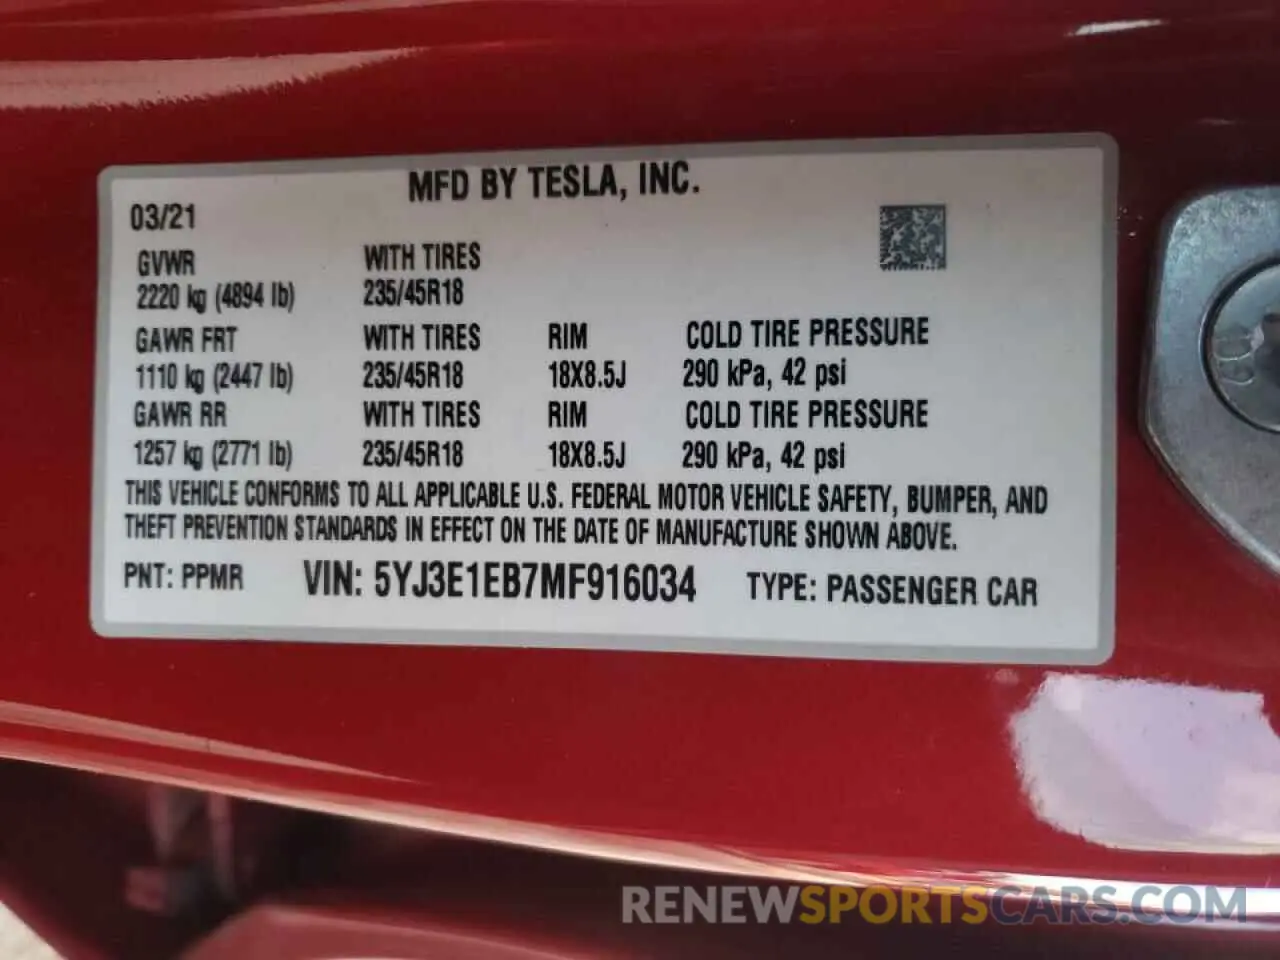 MFD BY TESLA, INC.
03/21
GVWR WITH TIRES
2220 kg (4894 lb) 235/45R18
GAWR FRT WITH TIRES RIM COLD TIRE PRESSURE
1110 kg (2447 lb) 235/45R18 18X8.5J 290 kPa, 42 psi
GAWR RR WITH TIRES RIM COLD TIRE PRESSURE
1257 kg (2771 lb) 235/45R18 18X8.5J 290 kPa, 42 psi
THIS VEHICLE CONFORMS TO ALL APPLICABLE U.S. FEDERAL MOTOR VEHICLE SAFETY, BUMPER, AND
THEFT PREVENTION STANDARDS IN EFFECT ON THE DATE OF MANUFACTURE SHOWN ABOVE.
PNT: PPMR VIN: 5YJ3E1EB7MF916034 TYPE: PASSENGER CAR
RENEWSPORTSCARS.COM